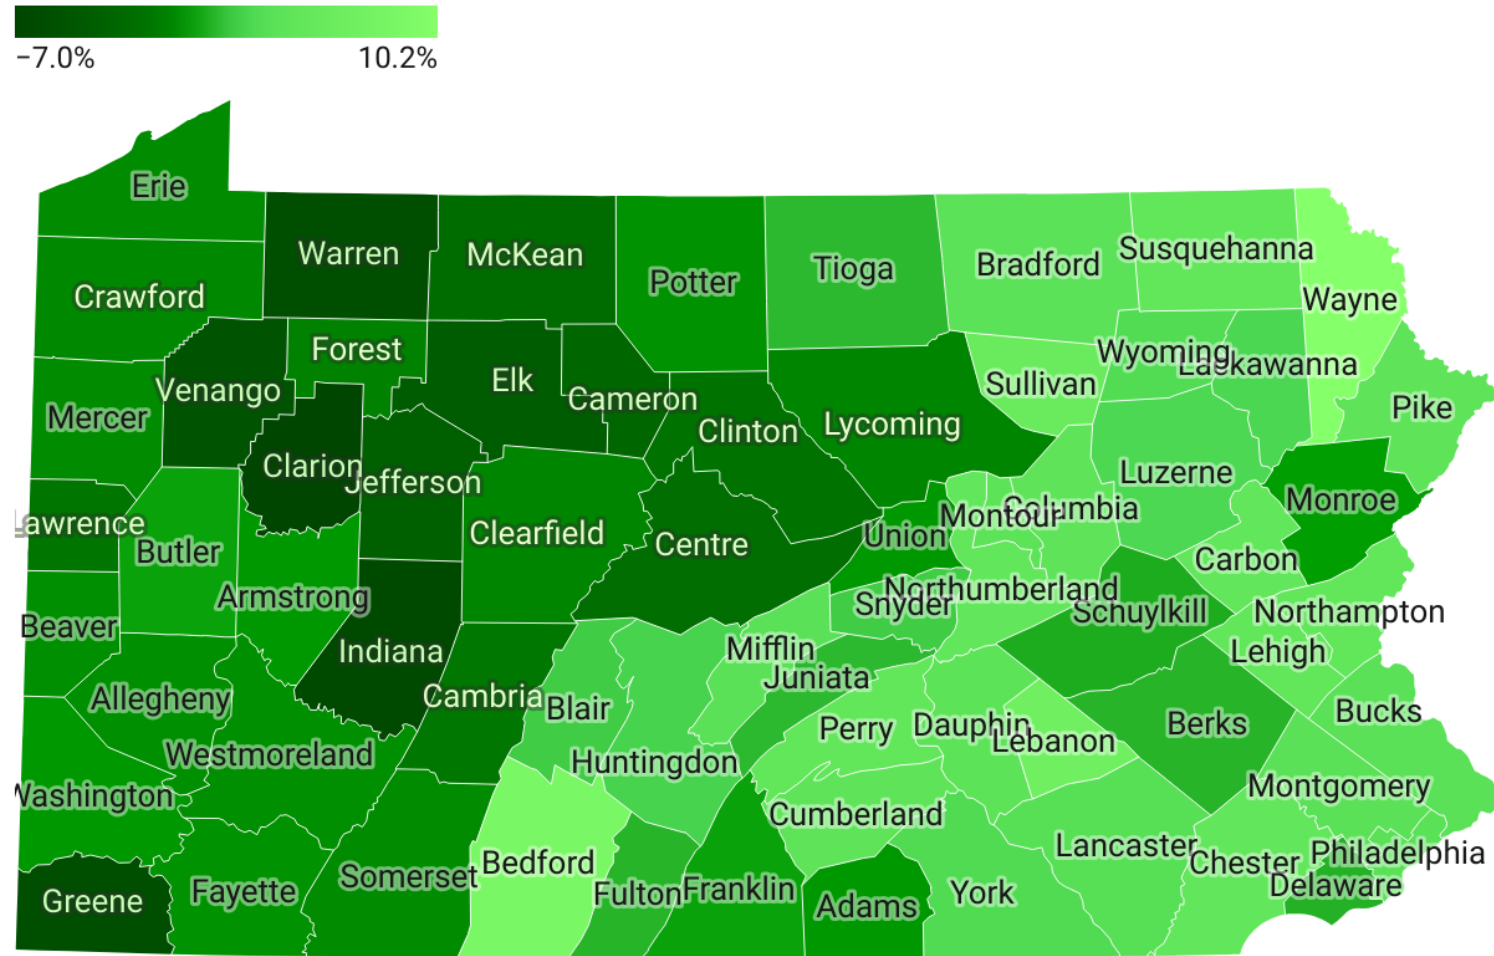 −7.0% 10.2%
Erie
Warren
McKean
Potter
Tioga
Bradford
Susquehanna
Crawford
Wayne
Forest
Wyoming
Lackawanna
Venango
Elk
Cameron
Sullivan
Pike
Mercer
Clinton
Lycoming
Clarion
Jefferson
Luzerne
Monroe
Lawrence
Butler
Clearfield
Centre
Union
Montour
Columbia
Carbon
Armstrong
Northumberland
Snyder
Schuylkill
Northampton
Beaver
Indiana
Mifflin
Lehigh
Juniata
Allegheny
Cambria
Blair
Perry
Dauphin
Lebanon
Berks
Bucks
Westmoreland
Huntingdon
Washington
Cumberland
Montgomery
Lancaster
Chester
Philadelphia
Bedford
Somerset
Fayette
Greene
Fulton
Franklin
Adams
York
Delaware